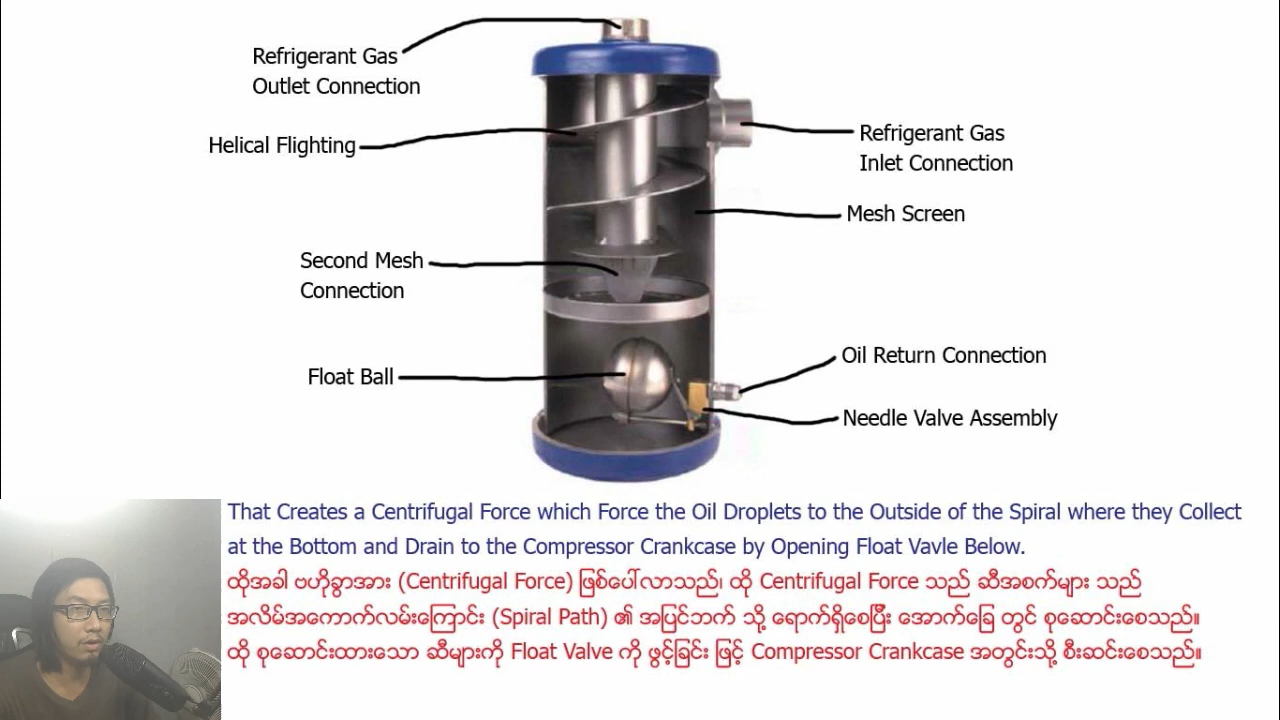 Refrigerant Gas
Outlet Connection
Helical Flighting
Refrigerant Gas
Inlet Connection
Mesh Screen
Second Mesh
Connection
Oil Return Connection
Float Ball
Needle Valve Assembly
That Creates a Centrifugal Force which Force the Oil Droplets to the Outside of the Spiral where they Collect
at the Bottom and Drain to the Compressor Crankcase by Opening Float Vavle Below.
ထိုအခါ ဗဟိုခွာအား (Centrifugal Force) ဖြစ်ပေါ်လာသည်၊ ထို Centrifugal Force သည် ဆီအစက်များ သည်
အလိမ်အကောက်လမ်းကြောင်း (Spiral Path) ၏ အပြင်ဘက် သို့ ရောက်ရှိစေပြီး အောက်ခြေ တွင် စုဆောင်းစေသည်။
ထို စုဆောင်းထားသော ဆီများကို Float Valve ကို ဖွင့်ခြင်း ဖြင့် Compressor Crankcase အတွင်းသို့ စီးဆင်းစေသည်။